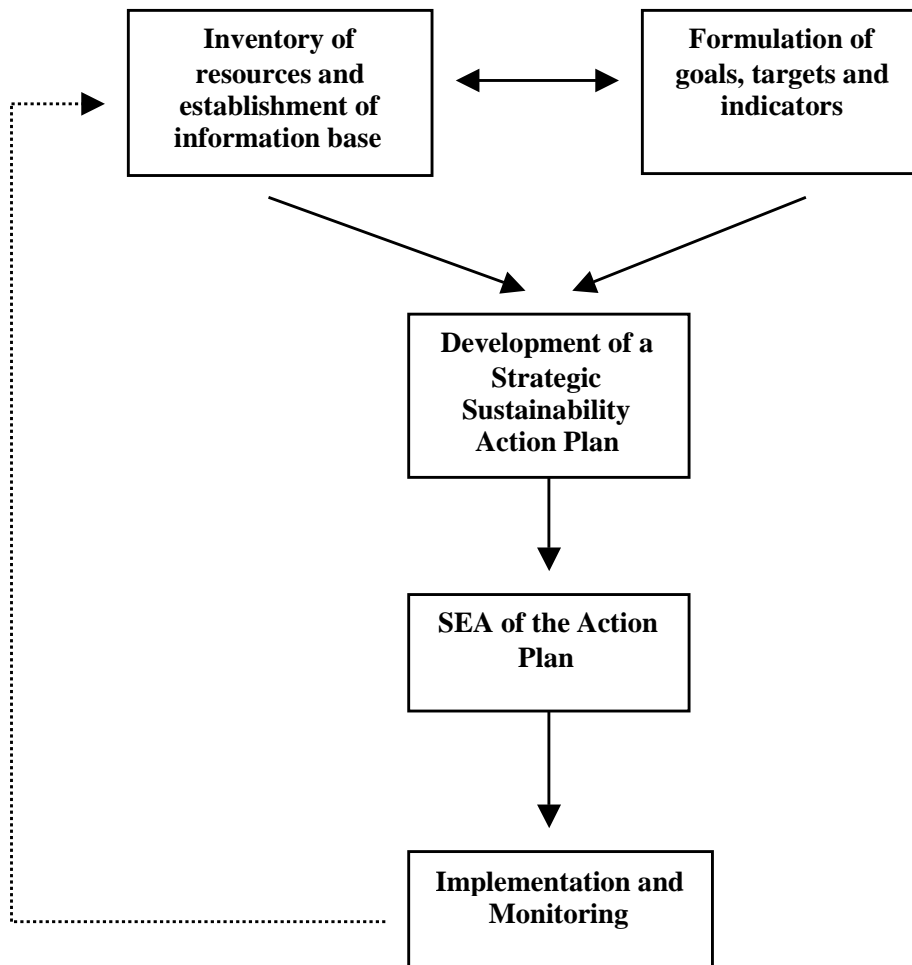 Inventory of
resources and
establishment of
information base
Formulation of
goals, targets and
indicators
Development of a
Strategic
Sustainability
Action Plan
SEA of the Action
Plan
Implementation and
Monitoring